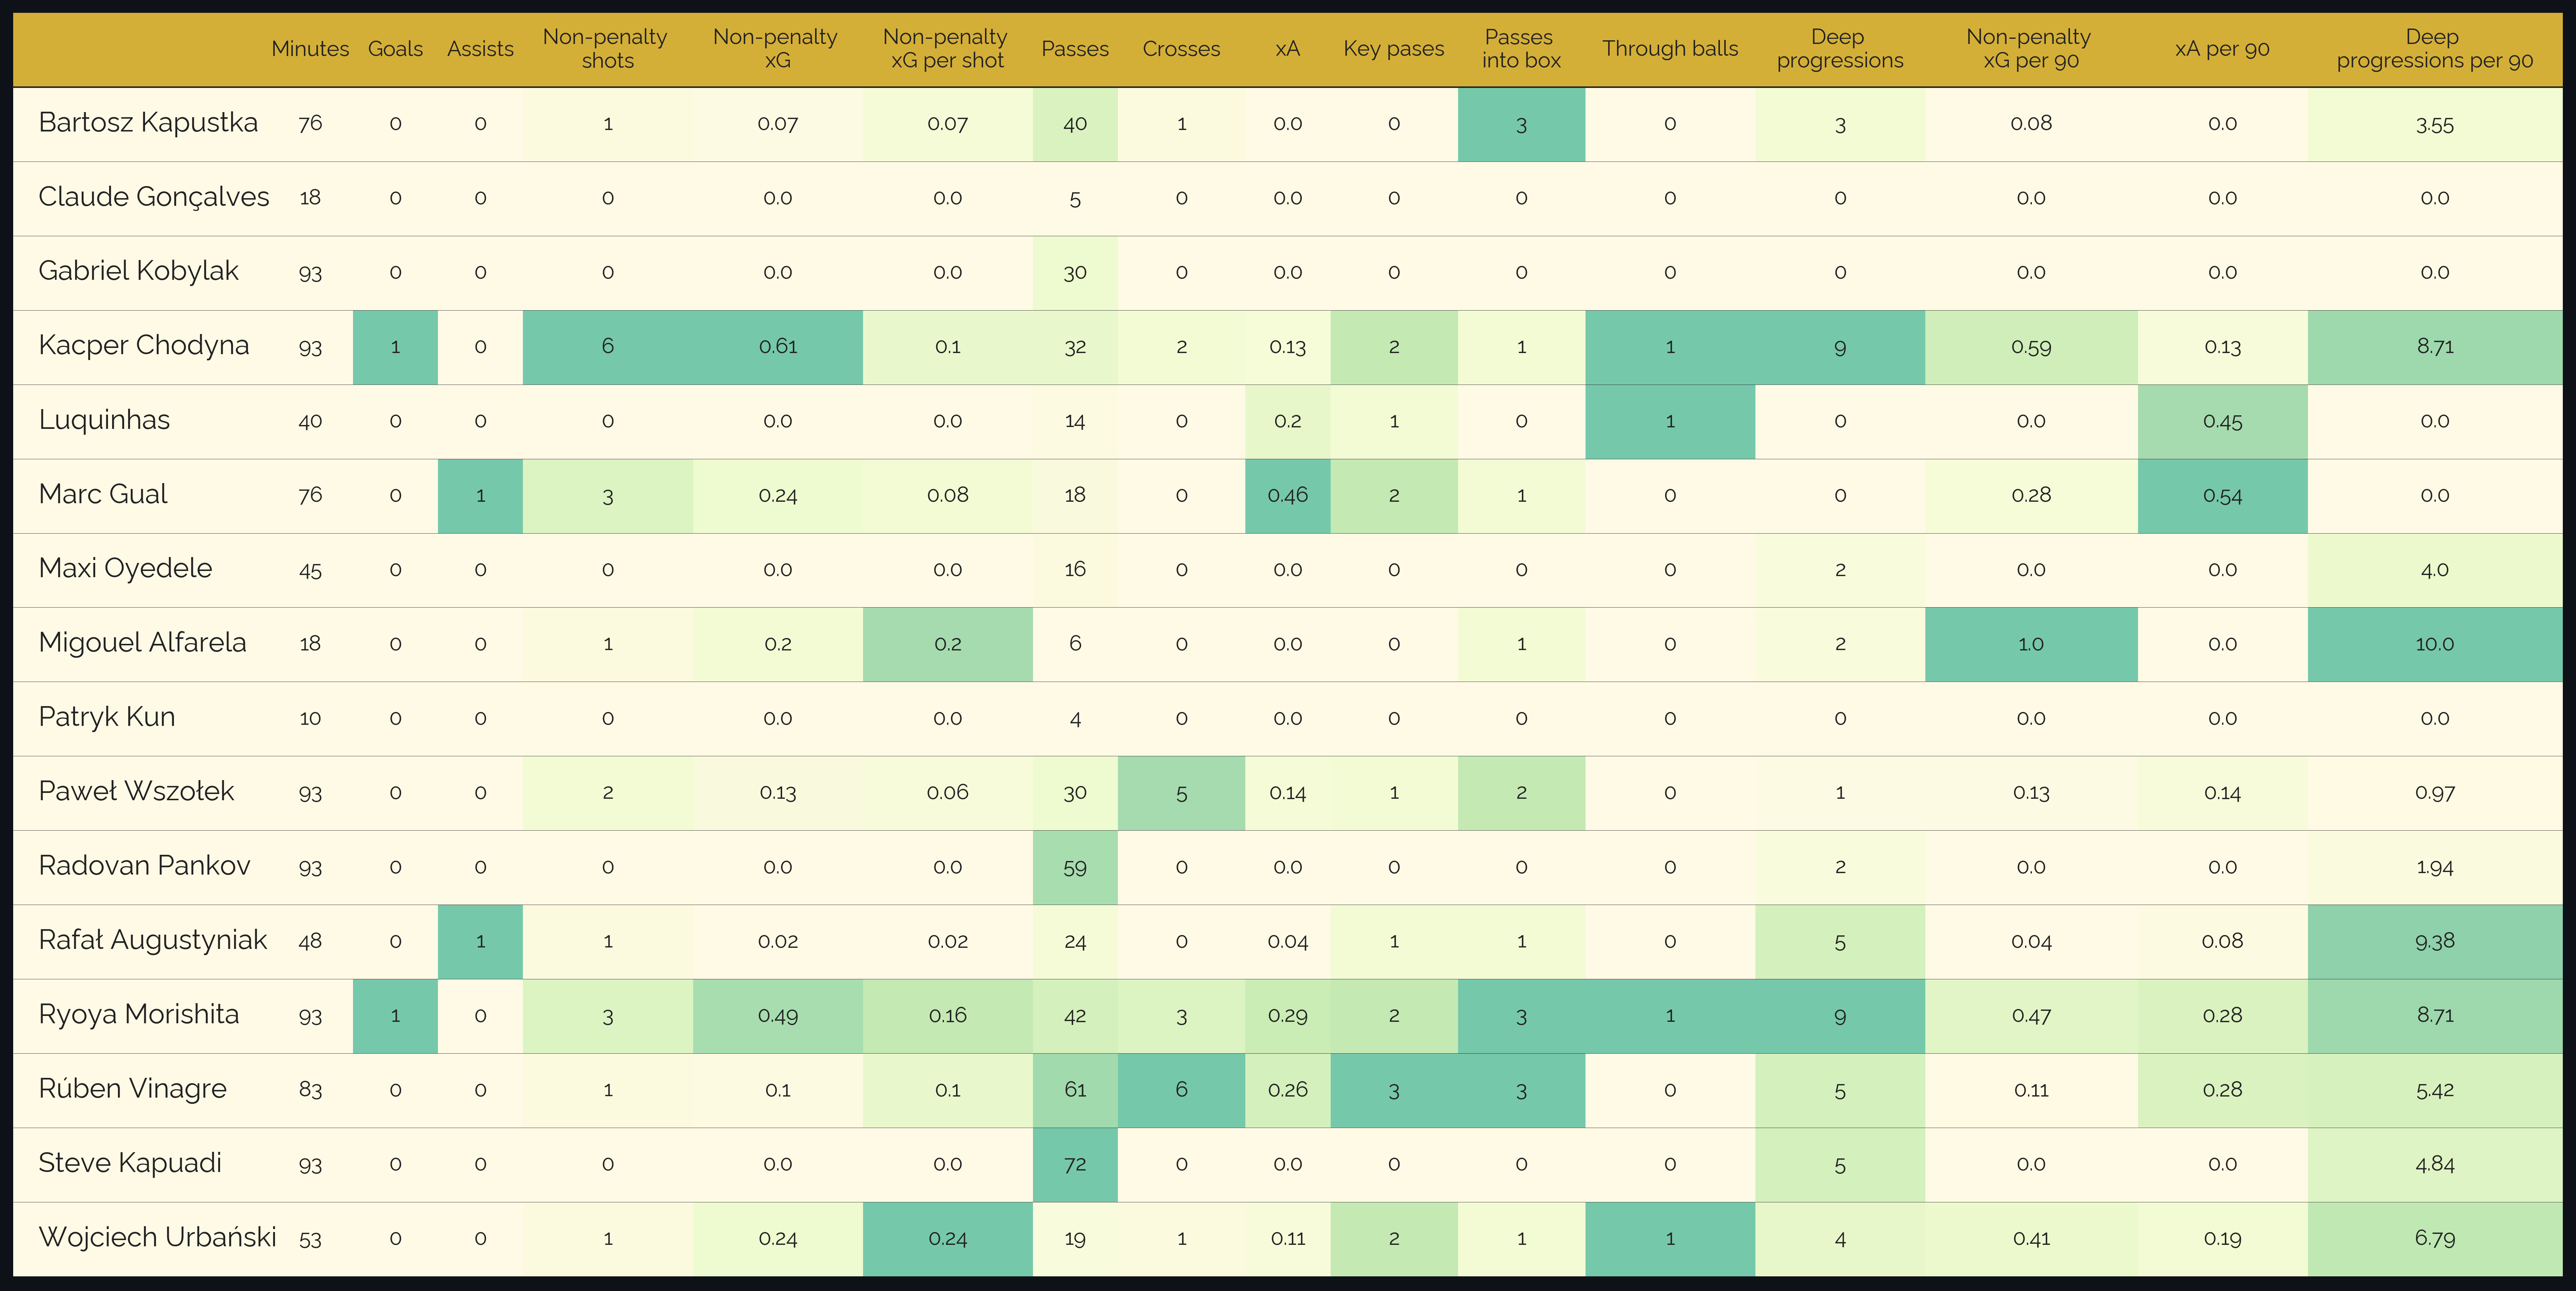 Minutes Goals Assists Non-penalty shots Non-penalty xG Non-penalty xG per shot Passes Crosses xA Key pases Passes into box Through balls Deep progressions Non-penalty xG per 90 xA per 90 Deep progressions per 90
Bartosz Kapustka 76 0 0 1 0.07 0.07 40 1 0.0 0 3 0 3 0.08 0.0 3.55
Claude Gonçalves 18 0 0 0 0.0 0.0 5 0 0.0 0 0 0 0 0.0 0.0 0.0
Gabriel Kobylak 93 0 0 0 0.0 0.0 30 0 0.0 0 0 0 0 0.0 0.0 0.0
Kacper Chodyna 93 1 0 6 0.61 0.1 32 2 0.13 2 1 1 9 0.59 0.13 8.71
Luquinhas 40 0 0 0 0.0 0.0 14 0 0.2 1 0 1 0 0.0 0.45 0.0
Marc Gual 76 0 1 3 0.24 0.08 18 0 0.46 2 1 0 0 0.28 0.54 0.0
Maxi Oyedele 45 0 0 0 0.0 0.0 16 0 0.0 0 0 0 2 0.0 0.0 4.0
Migouel Alfarela 18 0 0 1 0.2 0.2 6 0 0.0 0 1 0 2 1.0 0.0 10.0
Patryk Kun 10 0 0 0 0.0 0.0 4 0 0.0 0 0 0 0 0.0 0.0 0.0
Paweł Wszołek 93 0 0 2 0.13 0.06 30 5 0.14 1 2 0 1 0.13 0.14 0.97
Radovan Pankov 93 0 0 0 0.0 0.0 59 0 0.0 0 0 0 2 0.0 0.0 1.94
Rafał Augustyniak 48 0 1 1 0.02 0.02 24 0 0.04 1 1 0 5 0.04 0.08 9.38
Ryoya Morishita 93 1 0 3 0.49 0.16 42 3 0.29 2 3 1 9 0.47 0.28 8.71
Rúben Vinagre 83 0 0 1 0.1 0.1 61 6 0.26 3 3 0 5 0.11 0.28 5.42
Steve Kapuadi 93 0 0 0 0.0 0.0 72 0 0.0 0 0 0 5 0.0 0.0 4.84
Wojciech Urbański 53 0 0 1 0.24 0.24 19 1 0.11 2 1 1 4 0.41 0.19 6.79